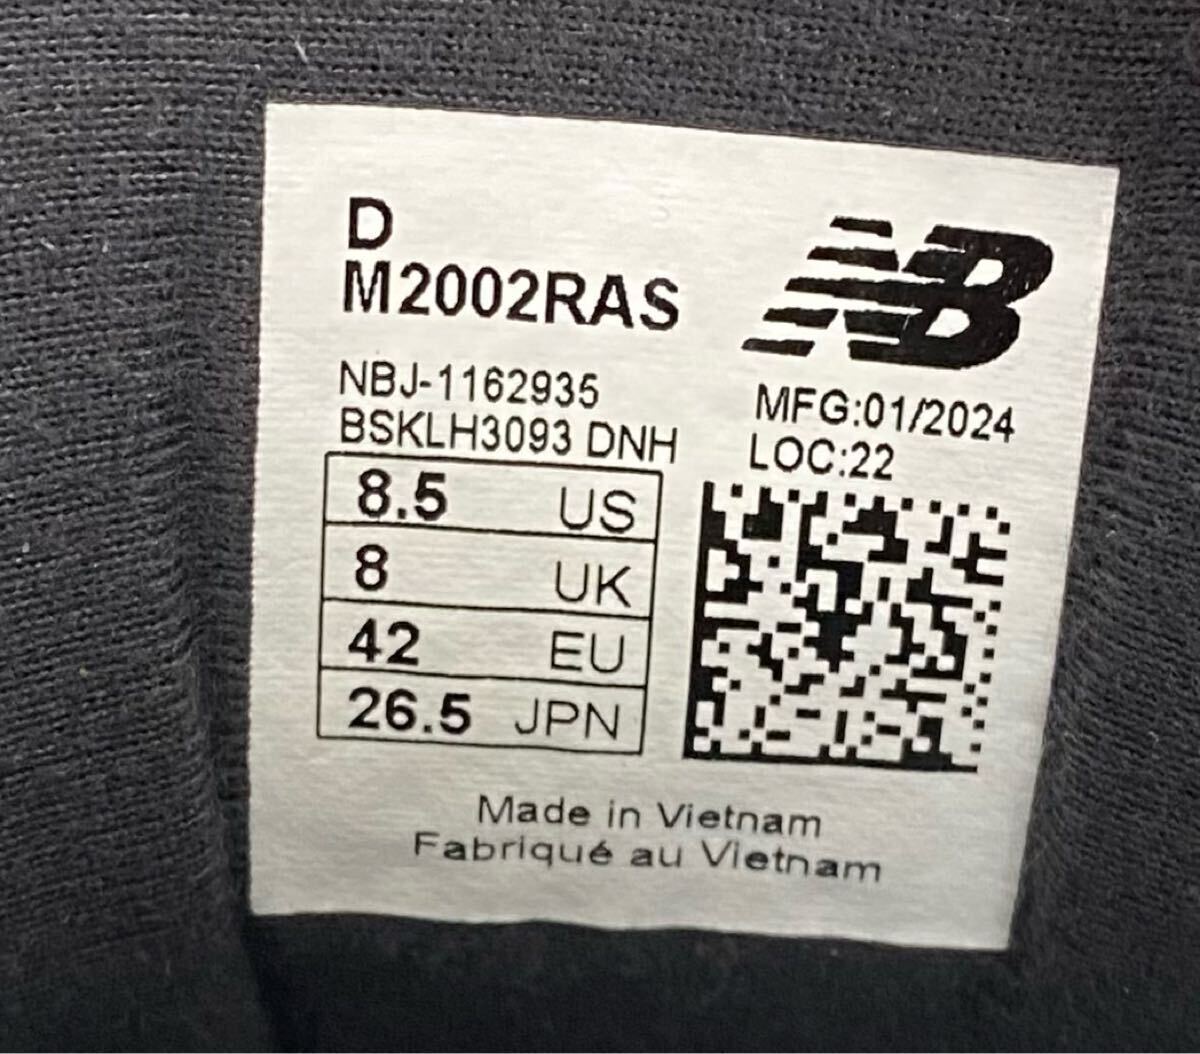 D
M2002RAS
NB
NBJ-1162935
BSKLH3093 DNH
MFG:01/2024
LOC:22
8.5 US
8 UK
42 EU
26.5 JPN
Made in Vietnam
Fabriqué au Vietnam